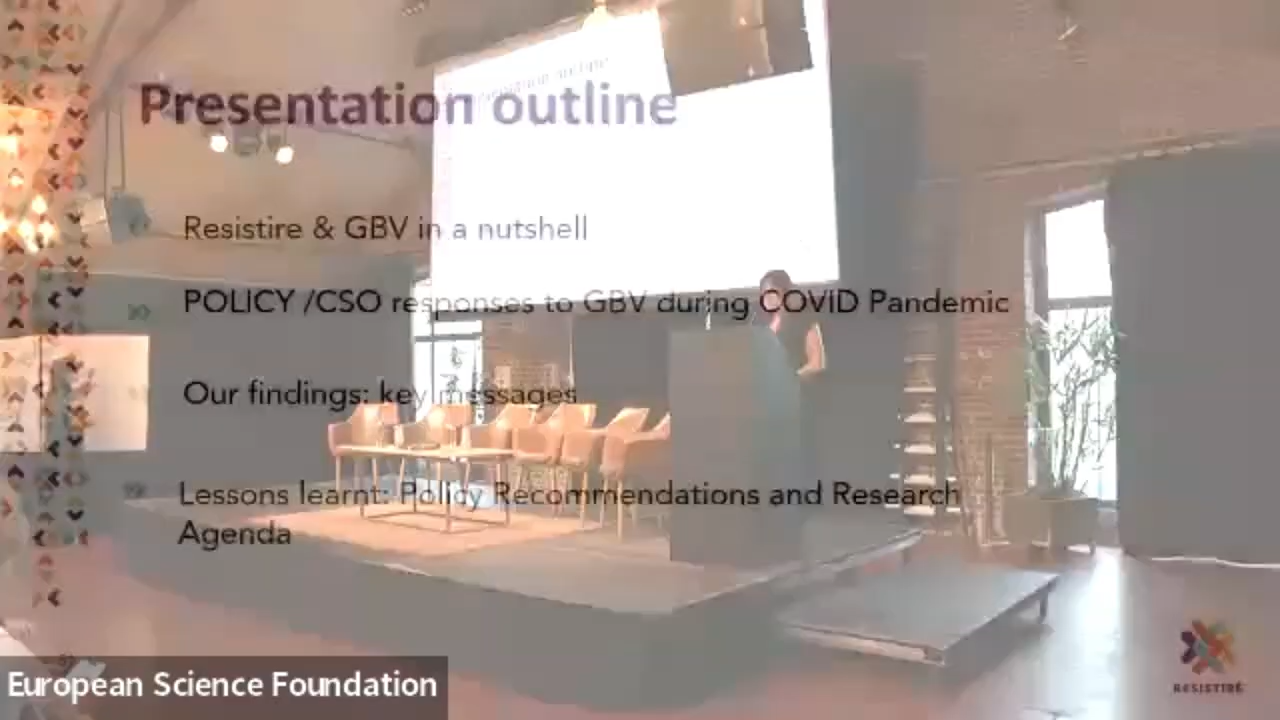 Presentation outline
Resistire & GBV in a nutshell
POLICY /CSO responses to GBV during COVID Pandemic
Our findings: key messages
Lessons learnt: Policy Recommendations and Research
Agenda
European Science Foundation
RESISTIRÉ